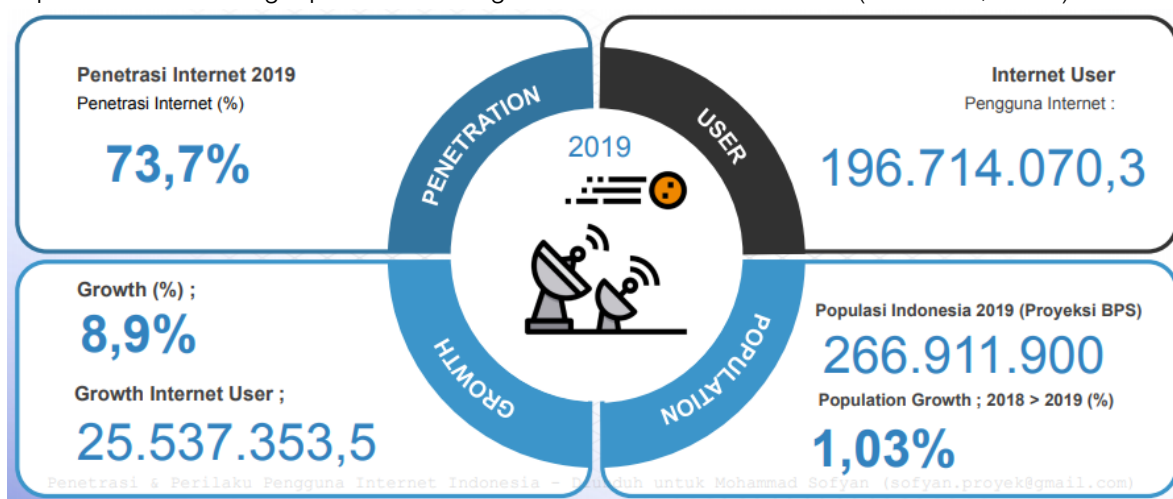 Penetrasi Internet 2019
Penetrasi Internet (%)
73,7%
Internet User
Pengguna Internet :
196.714.070,3
PENETRATION
USER
2019
GROWTH
POPULATION
Growth (%) ;
8,9%
Growth Internet User ;
25.537.353,5
Populasi Indonesia 2019 (Proyeksi BPS)
266.911.900
Population Growth ; 2018 > 2019 (%)
1,03%
Penetrasi & Perilaku Pengguna Internet Indonesia - Diunduh untuk Mohammad Sofyan (sofyan.proyek@gmail.com)